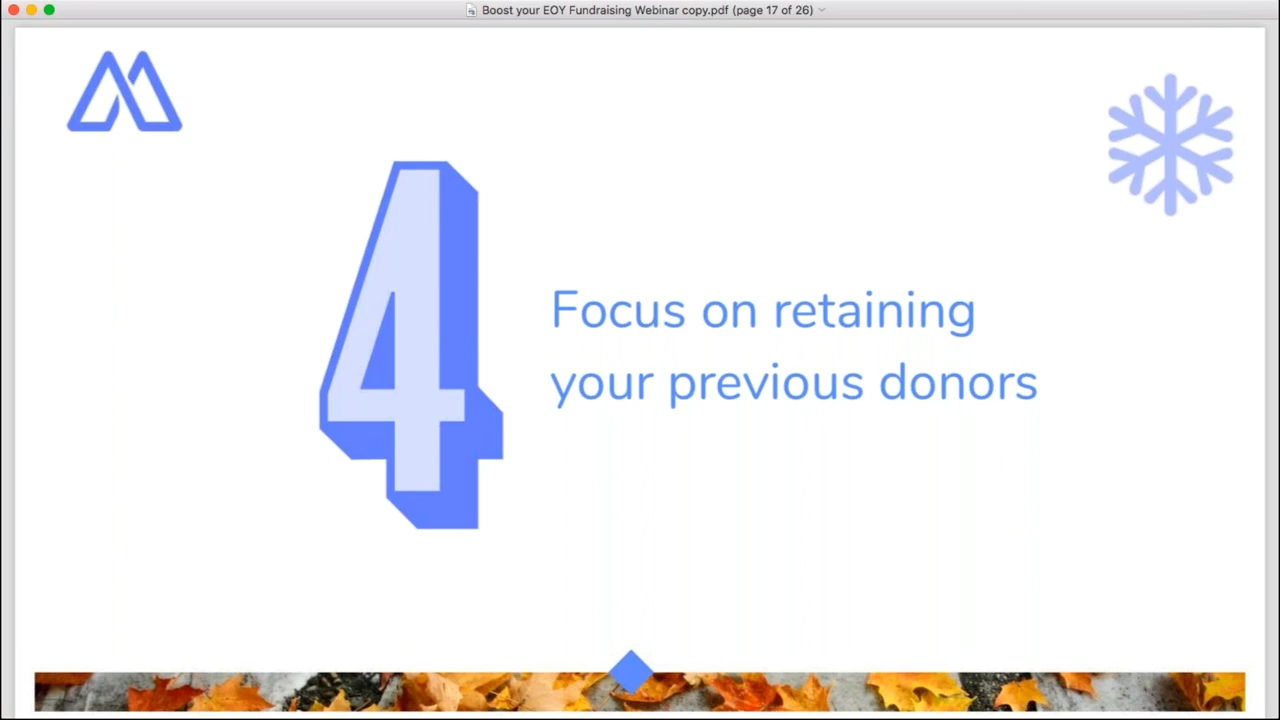 Boost your EOY Fundraising Webinar copy.pdf (page 17 of 26)
4
Focus on retaining
your previous donors